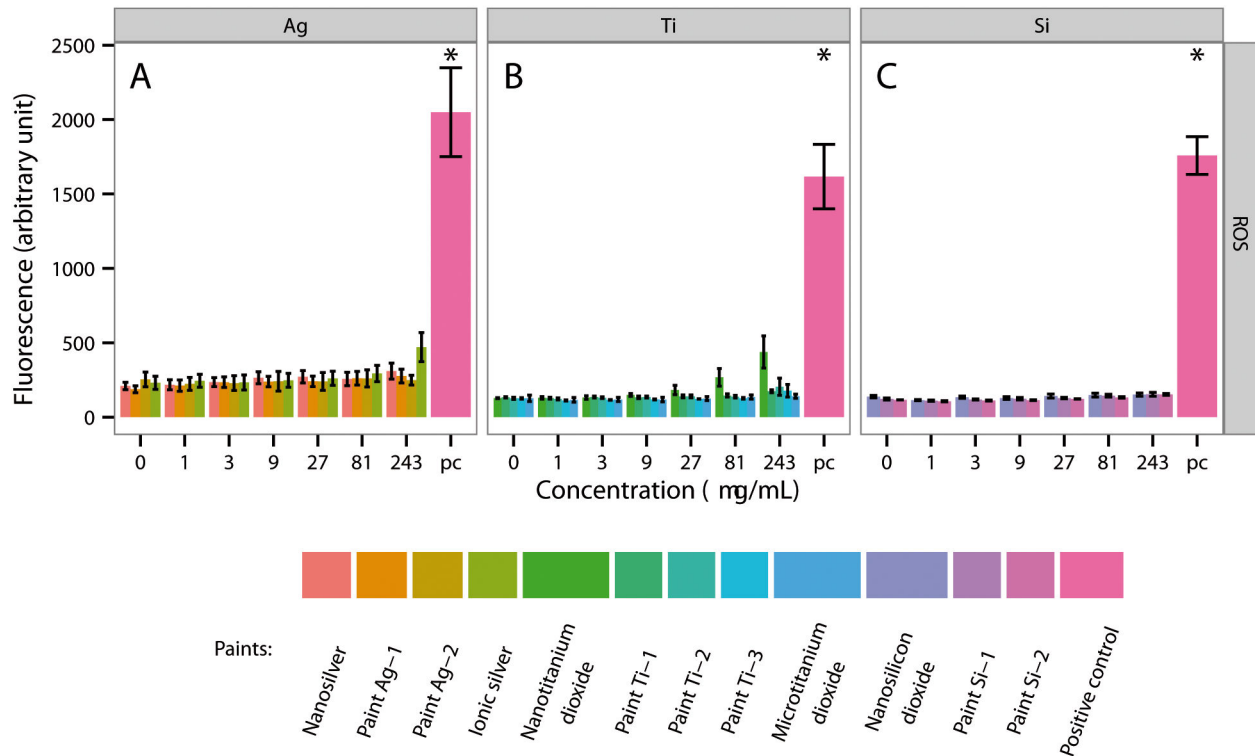 Ag
Ti
Si
2500
2000
1500
1000
500
0
Fluorescence (arbitrary unit)
A
*
B
*
C
*
ROS
0 1 3 9 27 81 243 pc
0 1 3 9 27 81 243 pc
0 1 3 9 27 81 243 pc
Concentration ( mg/mL)
Paints:
Nanosilver
Paint Ag–1
Paint Ag–2
Ionic silver
Nanotitanium
dioxide
Paint Ti–1
Paint Ti–2
Paint Ti–3
Microtitanium
dioxide
Nanosilicon
dioxide
Paint Si–1
Paint Si–2
Positive control